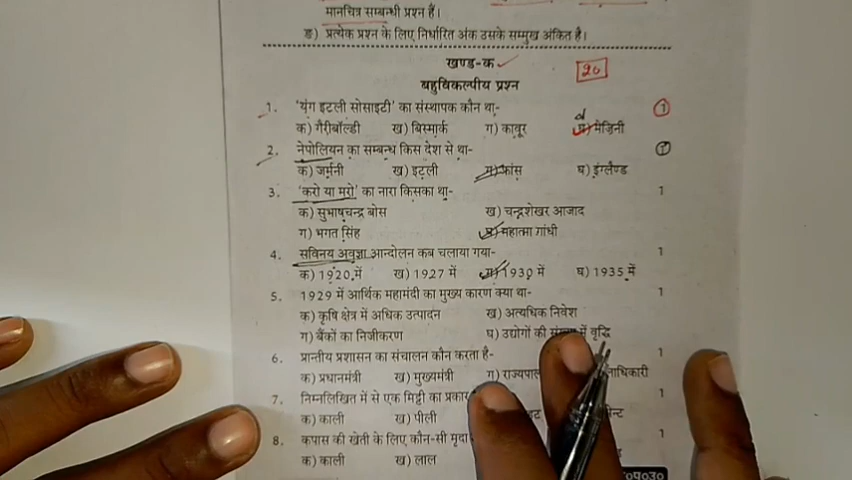 मानचित्र सम्बन्धी प्रश्न हैं।
ङ) प्रत्येक प्रश्न के लिए निर्धारित अंक उसके सम्मुख अंकित है।
खण्ड-क
20
बहुविकल्पीय प्रश्न
1. 'यंग इटली सोसाइटी' का संस्थापक कौन था- 1
क) गैरीबॉल्डी ख) बिस्मार्क ग) कावूर घ) मेज़िनी
2. नेपोलियन का सम्बन्ध किस देश से था- 1
क) जर्मनी ख) इटली ग) फ्रांस घ) इंग्लैण्ड
3. 'करो या मरो' का नारा किसका था- 1
क) सुभाषचन्द्र बोस ख) चन्द्रशेखर आजाद
ग) भगत सिंह घ) महात्मा गांधी
4. सविनय अवज्ञा आन्दोलन कब चलाया गया- 1
क) 1920 में ख) 1927 में ग) 1930 में घ) 1935 में
5. 1929 में आर्थिक महामंदी का मुख्य कारण क्या था- 1
क) कृषि क्षेत्र में अधिक उत्पादन ख) अत्यधिक निवेश
ग) बैंकों का निजीकरण घ) उद्योगों की में वृद्धि
6. प्रान्तीय प्रशासन का संचालन कौन करता है- 1
क) प्रधानमंत्री ख) मुख्यमंत्री ग) राज्यपाल
7. निम्नलिखित में से एक मिट्टी का प्रकार 1
क) काली ख) पीली
8. कपास की खेती के लिए कौन-सी मृदा 1
क) काली ख) लाल